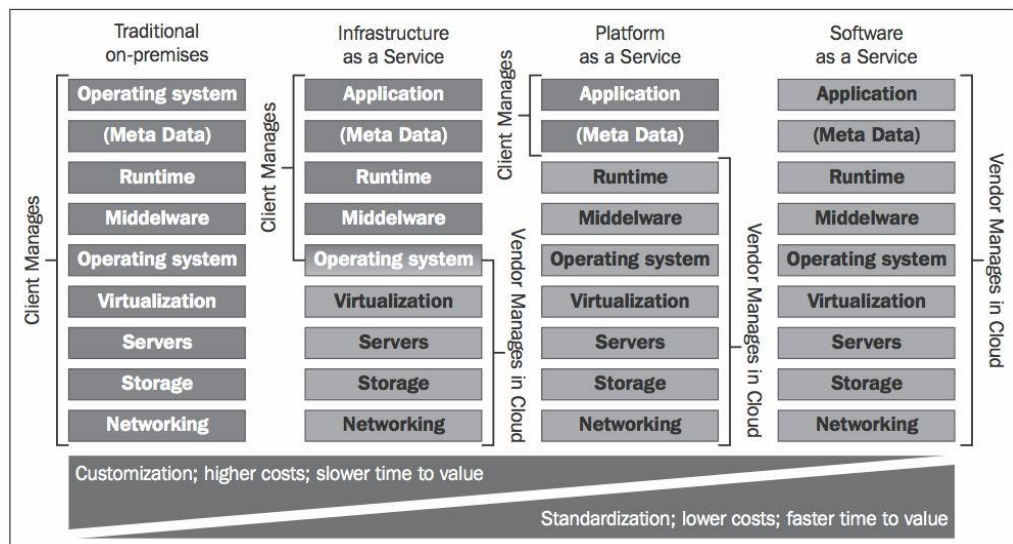 Traditional
on-premises
Client Manages
Operating system
(Meta Data)
Runtime
Middelware
Operating system
Virtualization
Servers
Storage
Networking
Infrastructure
as a Service
Client Manages
Application
(Meta Data)
Runtime
Middelware
Operating system
Virtualization
Servers
Storage
Networking
Vendor Manages in Cloud
Platform
as a Service
Client Manages
Application
(Meta Data)
Runtime
Middelware
Operating system
Virtualization
Servers
Storage
Networking
Vendor Manages in Cloud
Software
as a Service
Application
(Meta Data)
Runtime
Middelware
Operating system
Virtualization
Servers
Storage
Networking
Vendor Manages in Cloud
Customization; higher costs; slower time to value
Standardization; lower costs; faster time to value